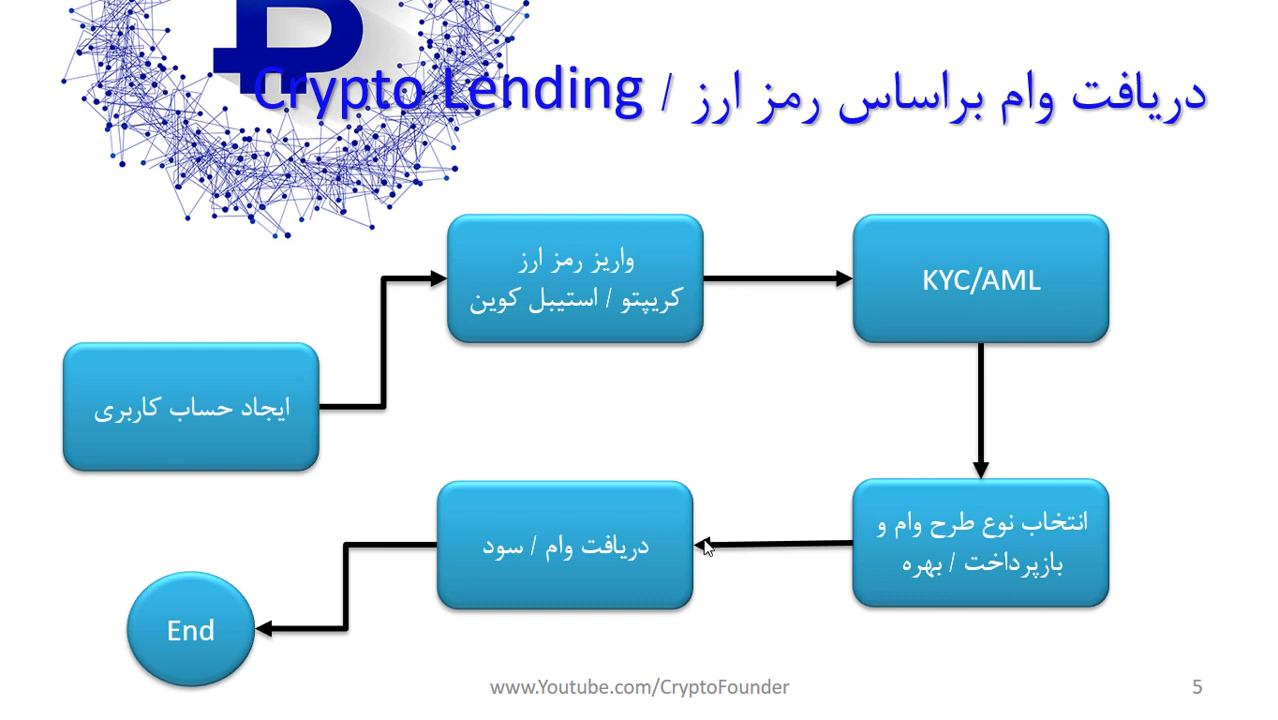 دریافت وام براساس رمز ارز / Crypto Lending
ایجاد حساب کاربری
واریز رمز ارز
کریپتو / استیبل کوین
KYC/AML
انتخاب نوع طرح وام و
بازپرداخت / بهره
دریافت وام / سود
End
www.Youtube.com/CryptoFounder
5